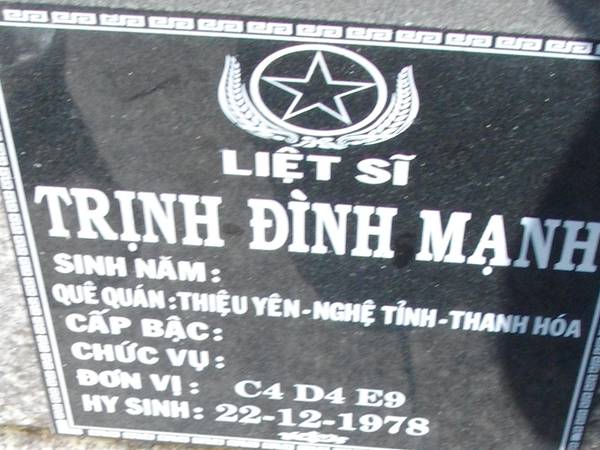 LIỆT SĨ
TRỊNH ĐÌNH MẠNH
SINH NĂM:
QUÊ QUÁN: THIỆU YÊN-NGHỆ TỈNH-THANH HÓA
CẤP BẬC:
CHỨC VỤ:
ĐƠN VỊ: C4 D4 E9
HY SINH: 22-12-1978